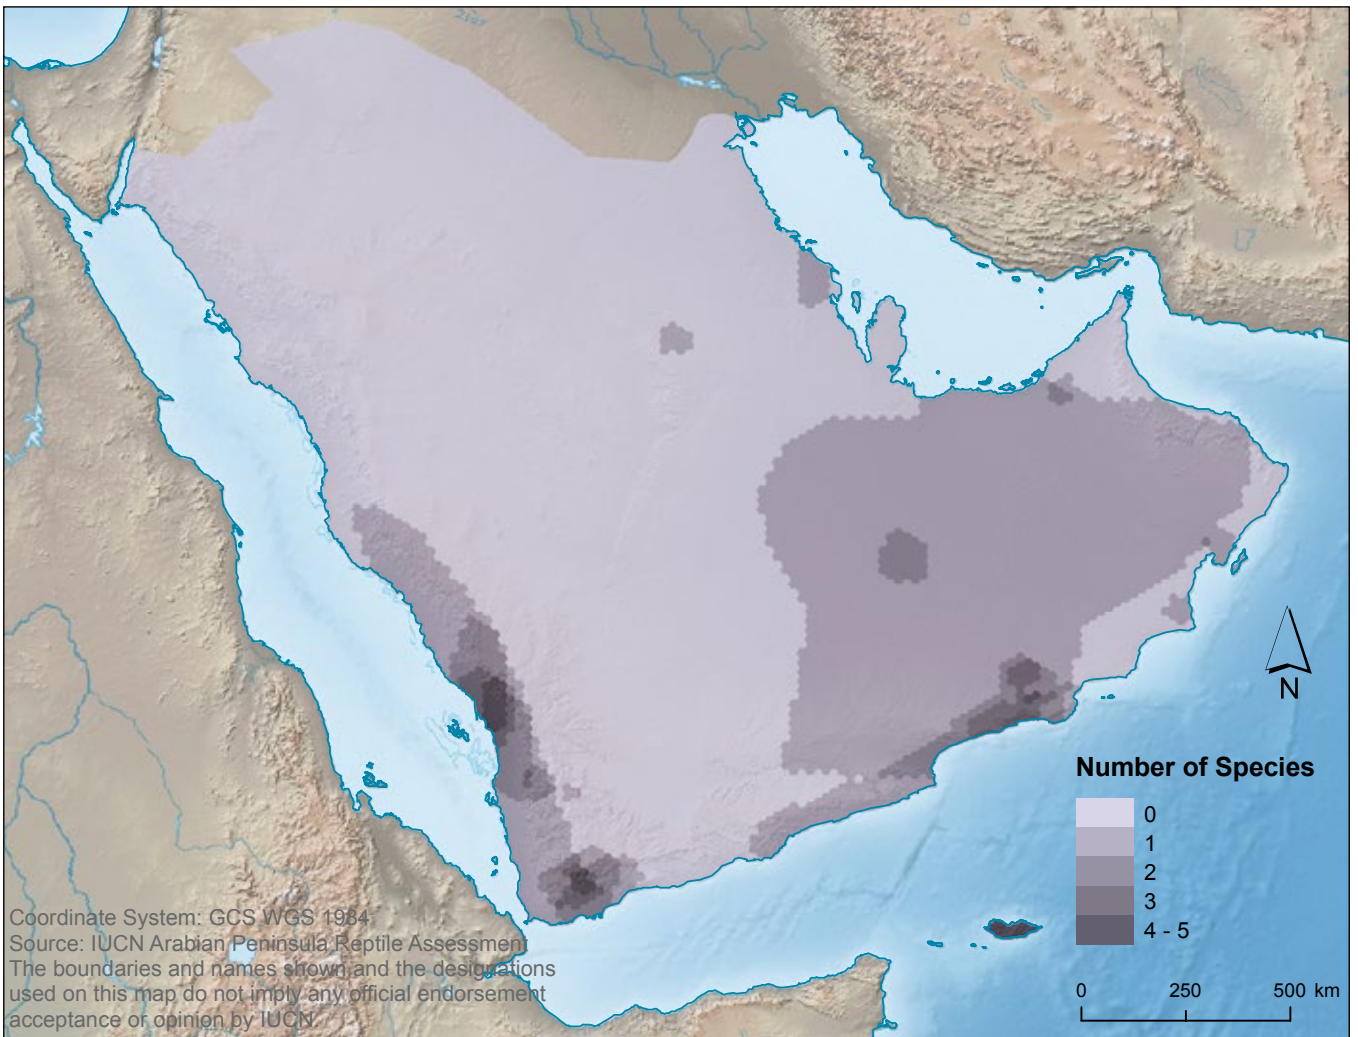 N
Number of Species
0
1
2
3
4 - 5
0 250 500 km
Coordinate System: GCS WGS 1984
Source: IUCN Arabian Peninsula Reptile Assessment
The boundaries and names shown and the designations
used on this map do not imply any official endorsement
acceptance or opinion by IUCN.